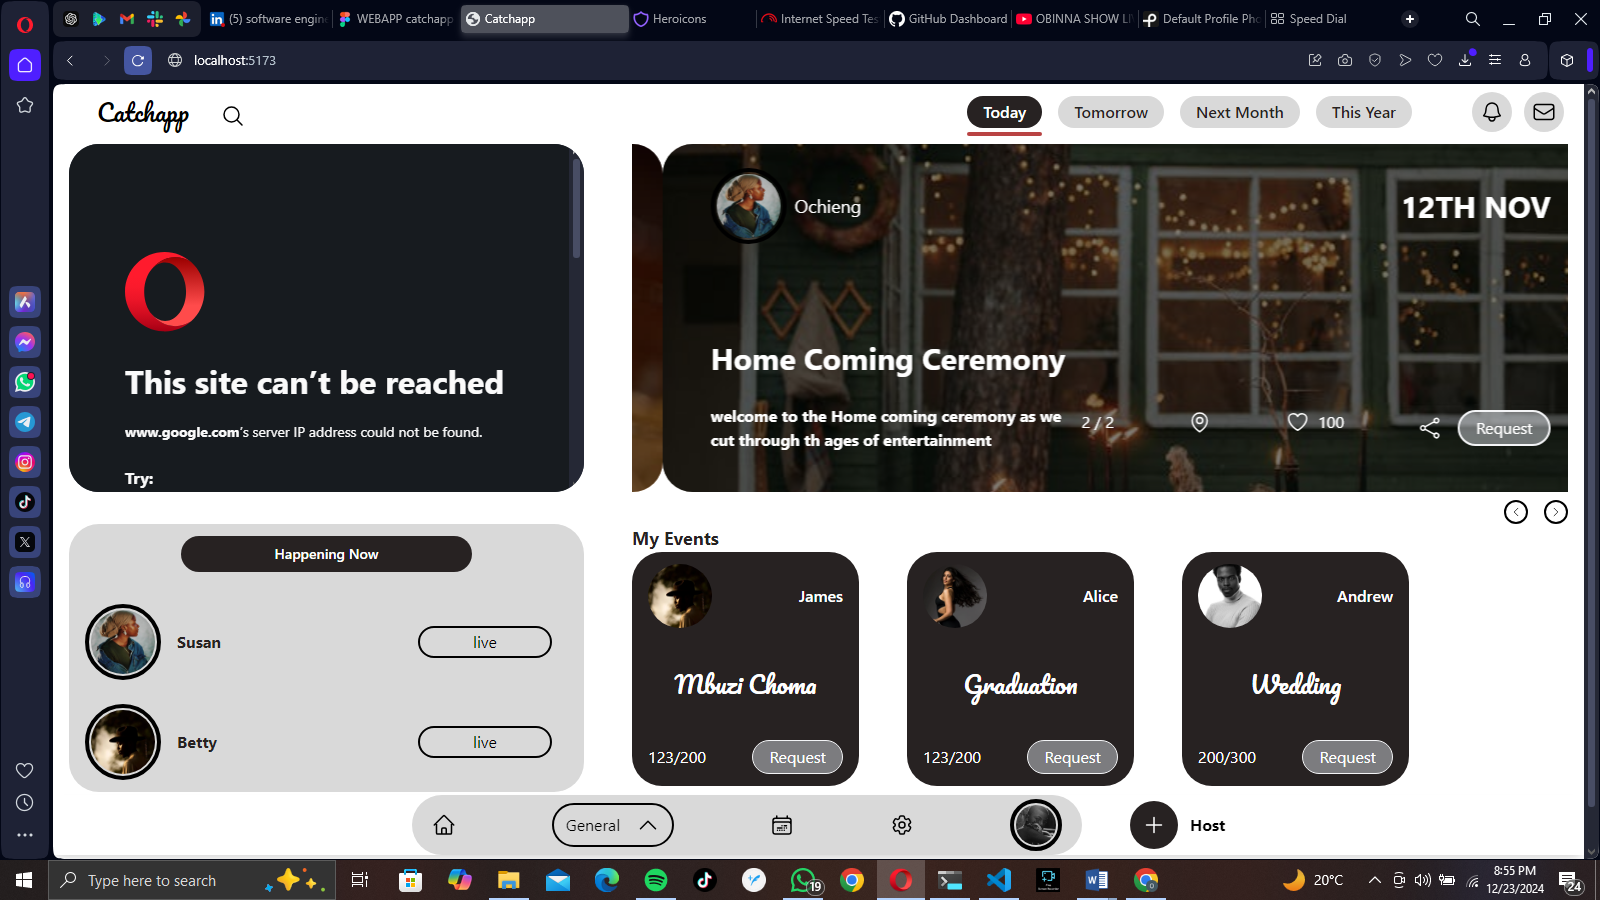 (5) software engin
WEBAPP catchapp
Catchapp
Heroicons
Internet Speed Tes
GitHub Dashboard
OBINNA SHOW LI
Default Profile Pho
Speed Dial
localhost:5173
Catchapp
Today
Tomorrow
Next Month
This Year
This site can’t be reached
www.google.com’s server IP address could not be found.
Try:
Ochieng
12TH NOV
Home Coming Ceremony
welcome to the Home coming ceremony as we
cut through th ages of entertainment
2 / 2
100
Request
Happening Now
Susan
live
Betty
live
My Events
James
Mbuzi Choma
123/200
Request
Alice
Graduation
123/200
Request
Andrew
Wedding
200/300
Request
General
Host
Type here to search
19
20°C
8:55 PM
12/23/2024
24